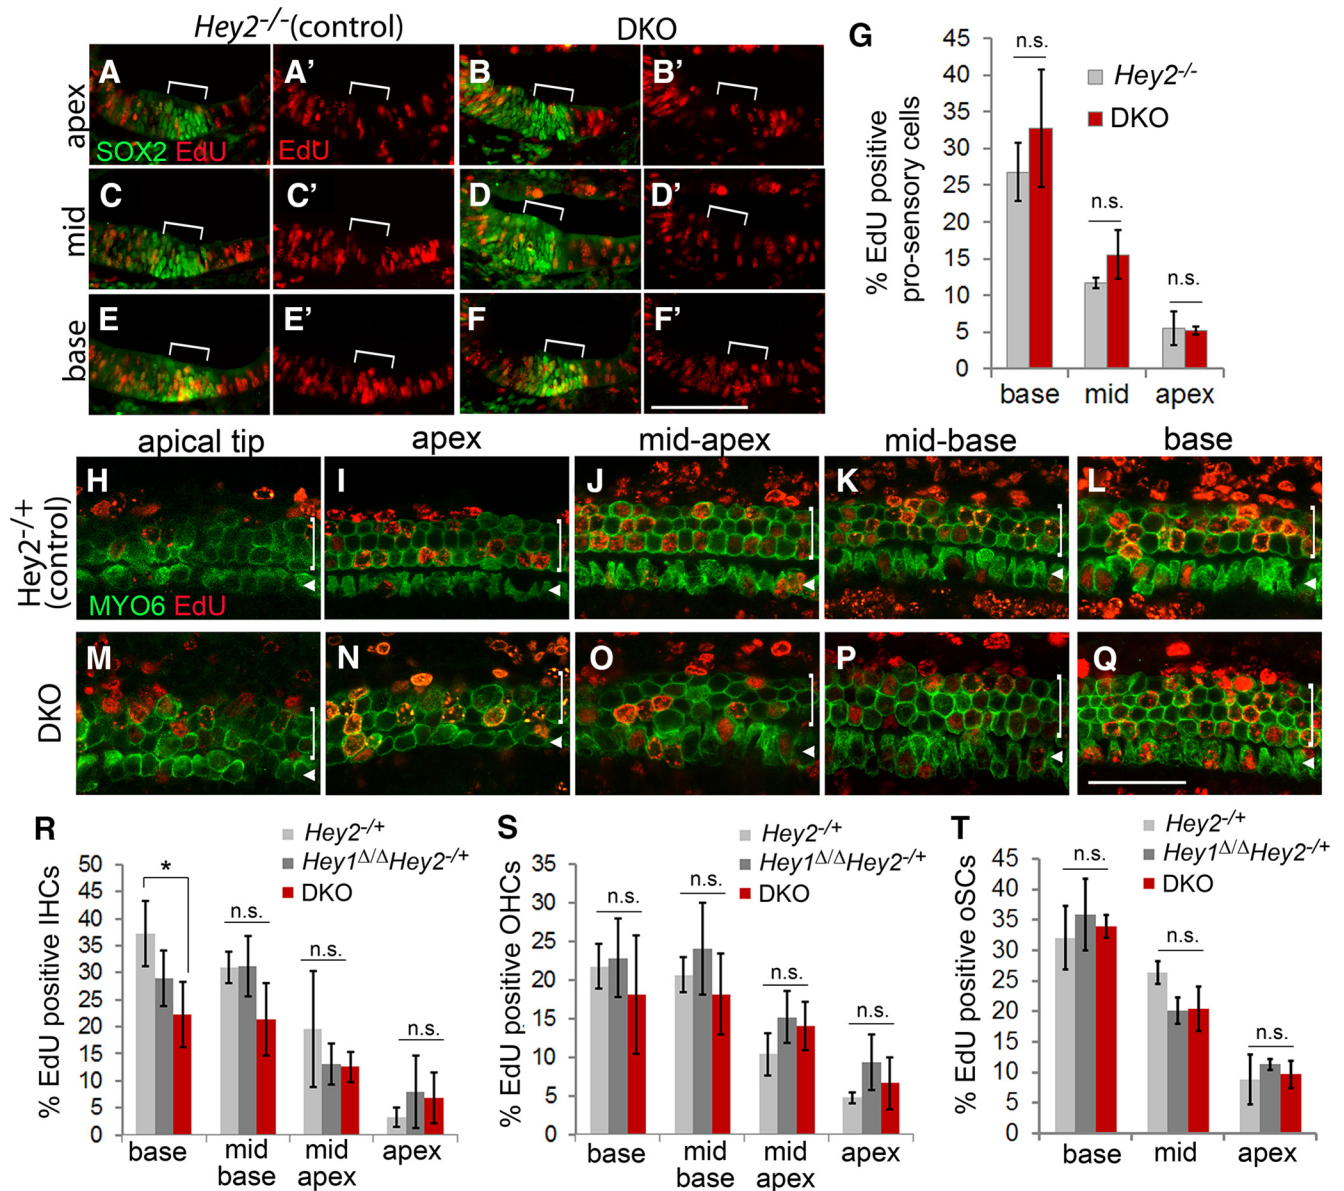 Hey2-/-(control)
DKO
apex
mid
base
A
A'
B
B'
SOX2 EdU
EdU
C
C'
D
D'
E
E'
F
F'
G
% EdU positive
pro-sensory cells
45
40
35
30
25
20
15
10
5
0
n.s.
n.s.
n.s.
Hey2-/-
DKO
base
mid
apex
apical tip
apex
mid-apex
mid-base
base
Hey2-/+
(control)
H
I
J
K
L
MYO6 EdU
DKO
M
N
O
P
Q
R
% EdU positive IHCs
50
45
40
35
30
25
20
15
10
5
0
*
n.s.
n.s.
n.s.
Hey2-/+
Hey1Δ/ΔHey2-/+
DKO
base
mid
base
mid
apex
apex
S
% EdU positive OHCs
35
30
25
20
15
10
5
0
n.s.
n.s.
n.s.
n.s.
Hey2-/+
Hey1Δ/ΔHey2-/+
DKO
base
mid
base
mid
apex
apex
T
% EdU positive oSCs
45
40
35
30
25
20
15
10
5
0
n.s.
n.s.
n.s.
Hey2-/+
Hey1Δ/ΔHey2-/+
DKO
base
mid
apex